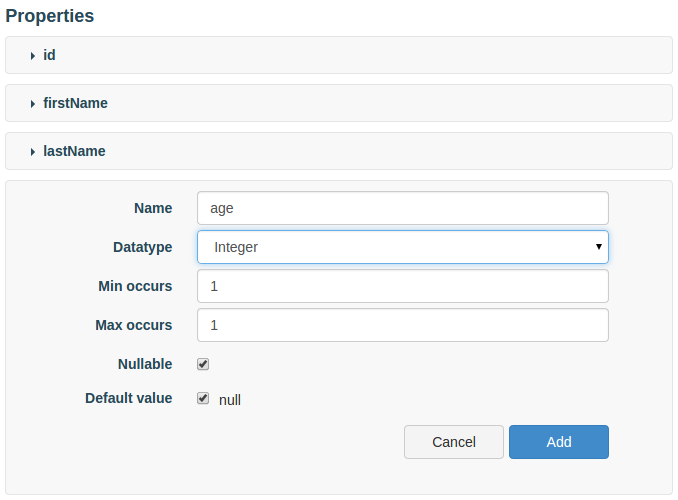 Properties
id
firstName
lastName
Name age
Datatype Integer
Min occurs 1
Max occurs 1
Nullable
Default value null
Cancel Add